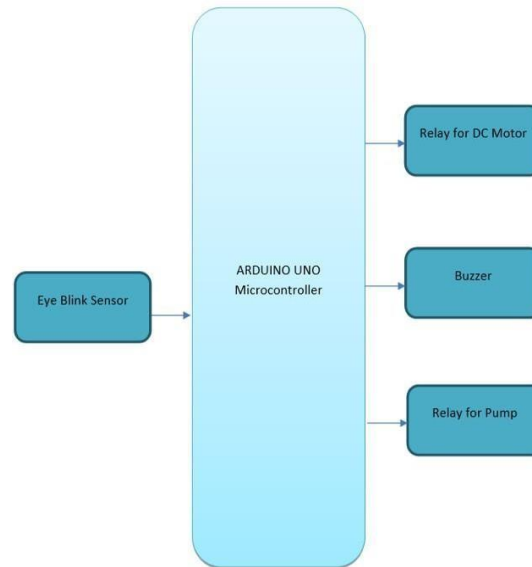 Relay for DC Motor
ARDUINO UNO
Microcontroller
Buzzer
Eye Blink Sensor
Relay for Pump